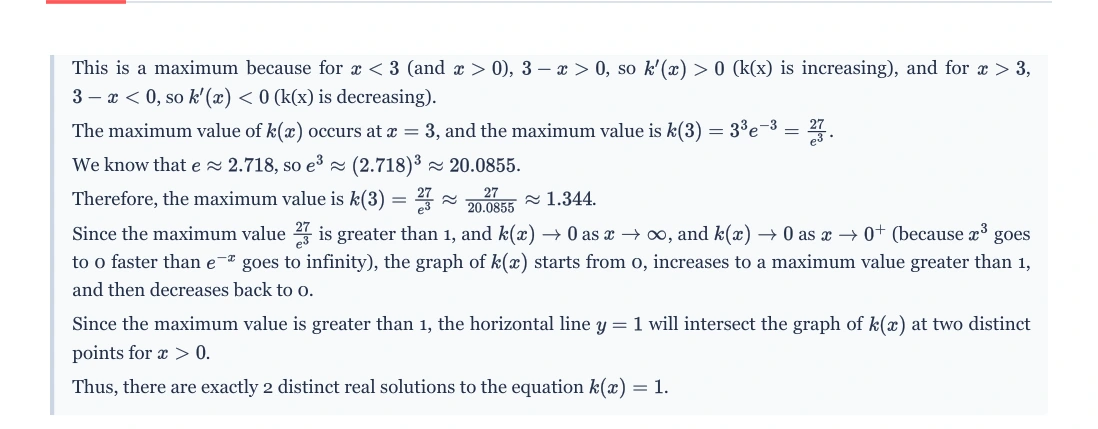 This is a maximum because for x < 3 (and x > 0), 3 − x > 0, so k′(x) > 0 (k(x) is increasing), and for x > 3,
3 − x < 0, so k′(x) < 0 (k(x) is decreasing).
The maximum value of k(x) occurs at x = 3, and the maximum value is k(3) = 3³e⁻³ = 27/e³.
We know that e ≈ 2.718, so e³ ≈ (2.718)³ ≈ 20.0855.
Therefore, the maximum value is k(3) = 27/e³ ≈ 27/20.0855 ≈ 1.344.
Since the maximum value 27/e³ is greater than 1, and k(x) → 0 as x → ∞, and k(x) → 0 as x → 0⁺ (because x³ goes
to 0 faster than e⁻ˣ goes to infinity), the graph of k(x) starts from 0, increases to a maximum value greater than 1,
and then decreases back to 0.
Since the maximum value is greater than 1, the horizontal line y = 1 will intersect the graph of k(x) at two distinct
points for x > 0.
Thus, there are exactly 2 distinct real solutions to the equation k(x) = 1.